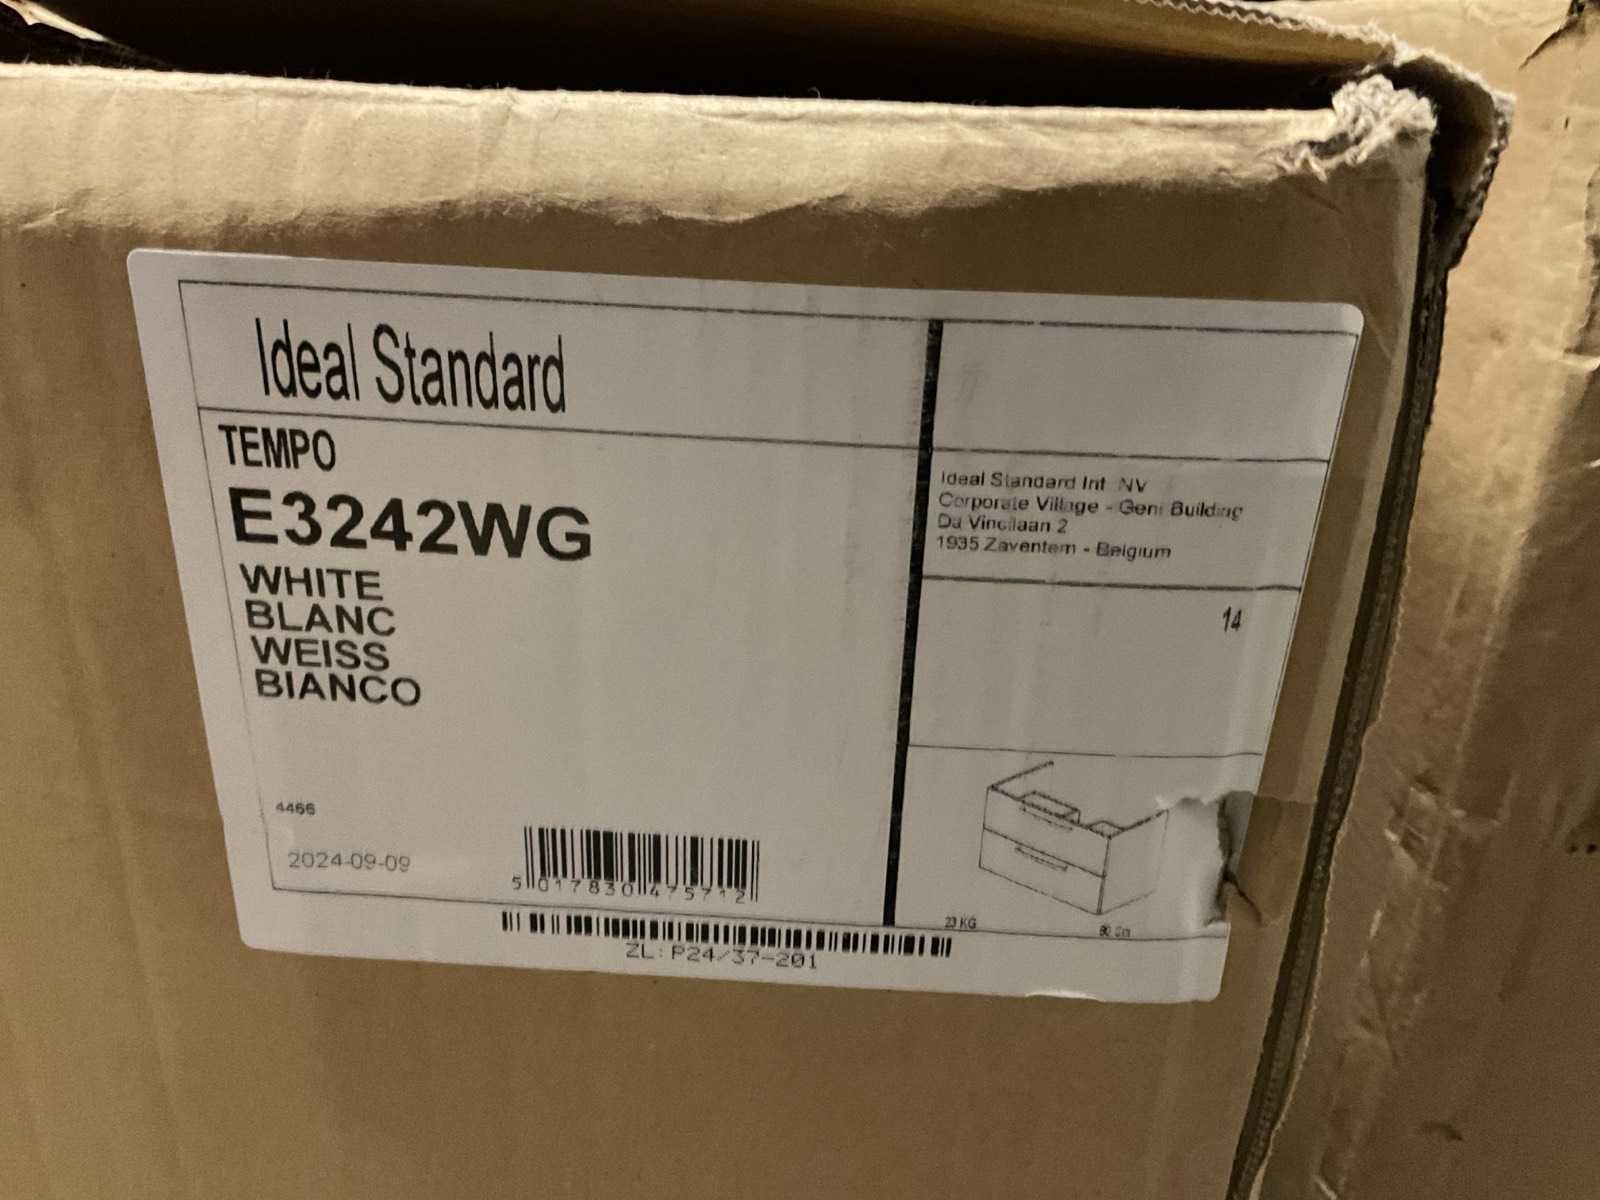 Ideal Standard
TEMPO
E3242WG
WHITE
BLANC
WEISS
BIANCO
4466
2024-09-09
5 017830 475712
ZL: P24/37-201
Ideal Standard Int NV
Corporate Village - Gent Building
Da Vincilaan 2
1935 Zaventem - Belgium
14
23 KG
80 Cm